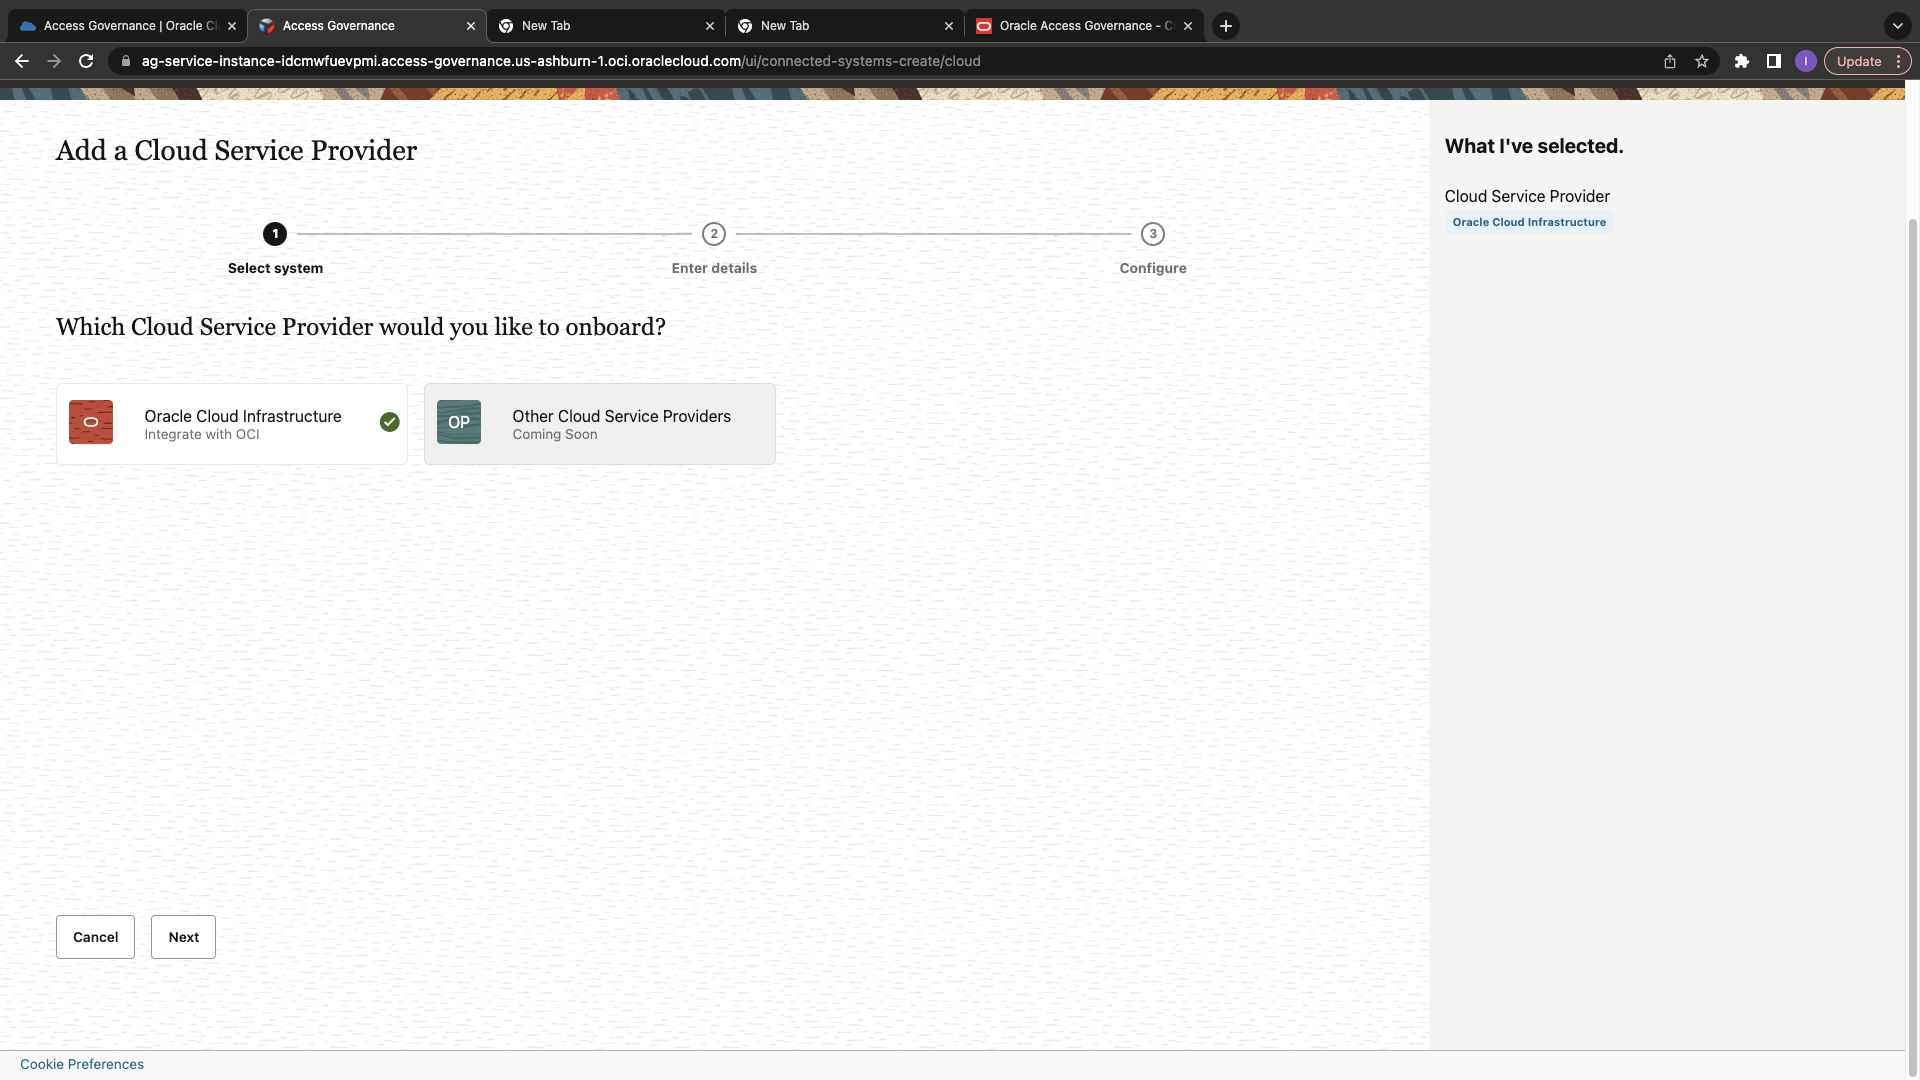 Access Governance | Oracle Cl
Access Governance
New Tab
New Tab
Oracle Access Governance - C
ag-service-instance-idcmwfuevpmi.access-governance.us-ashburn-1.oci.oraclecloud.com/ui/connected-systems-create/cloud
I
Update
Add a Cloud Service Provider
1
2
3
Select system
Enter details
Configure
Which Cloud Service Provider would you like to onboard?
Oracle Cloud Infrastructure
Integrate with OCI
OP
Other Cloud Service Providers
Coming Soon
Cancel
Next
What I've selected.
Cloud Service Provider
Oracle Cloud Infrastructure
Cookie Preferences